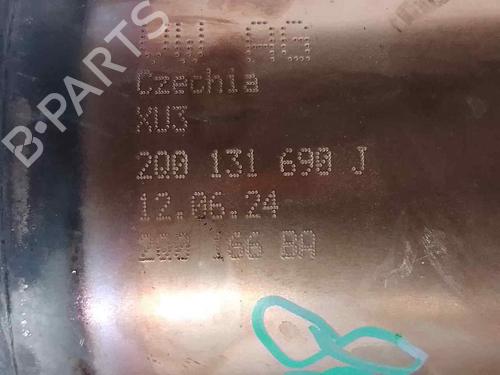 VW AG
Czechia
XU3
2Q0 131 690 J
12.06.24
2Q0 166 BA
B-PARTS